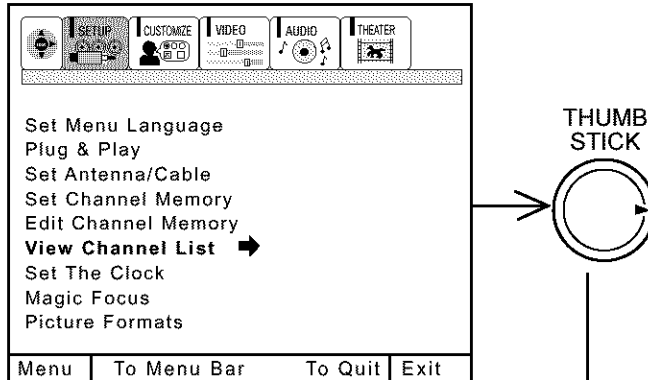 SETUP CUSTOMIZE VIDEO AUDIO THEATER
Set Menu Language
Plug & Play
Set Antenna/Cable
Set Channel Memory
Edit Channel Memory
View Channel List
Set The Clock
Magic Focus
Picture Formats
Menu To Menu Bar To Quit Exit
THUMB
STICK